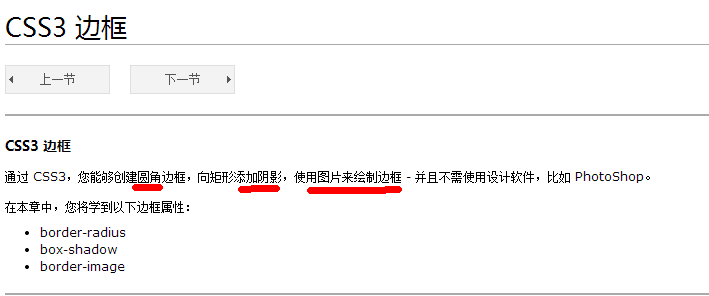 CSS3 边框
上一节
下一节
CSS3 边框
通过 CSS3，您能够创建圆角边框，向矩形添加阴影，使用图片来绘制边框 - 并且不需使用设计软件，比如 PhotoShop。
在本章中，您将学到以下边框属性：
border-radius
box-shadow
border-image